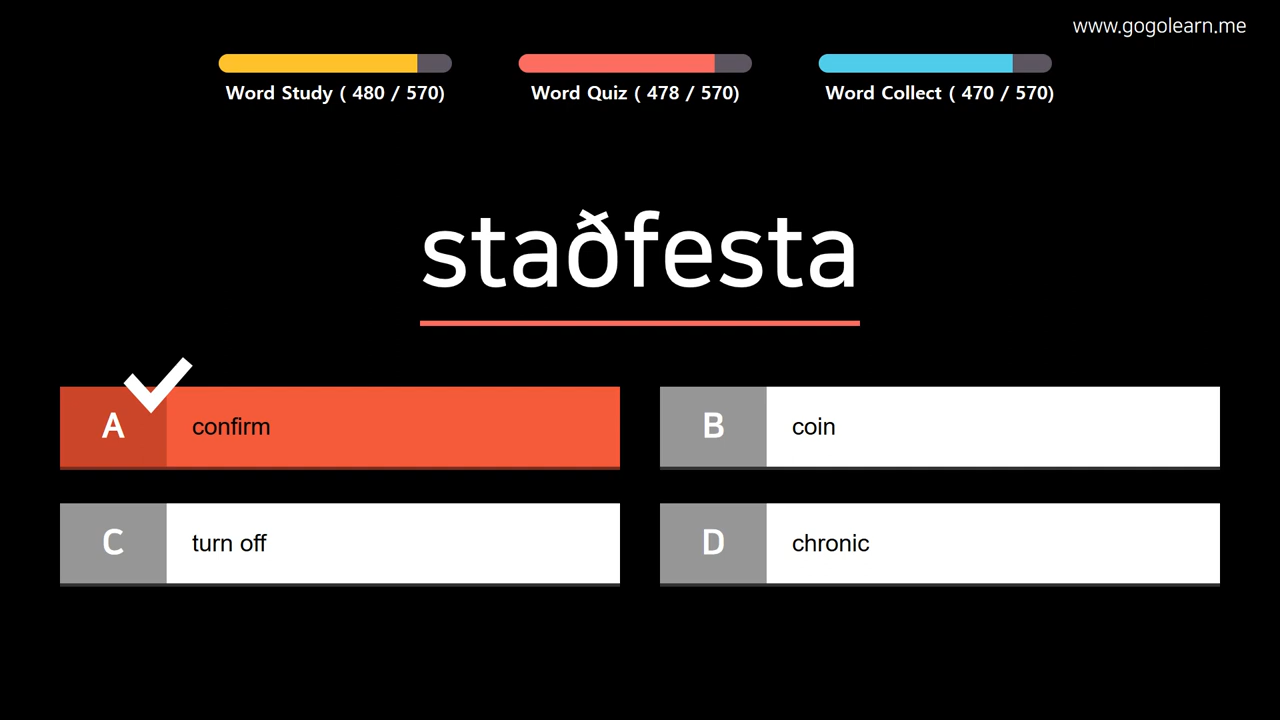 www.gogolearn.me
Word Study ( 480 / 570)
Word Quiz ( 478 / 570)
Word Collect ( 470 / 570)
staðfesta
A confirm
B coin
C turn off
D chronic